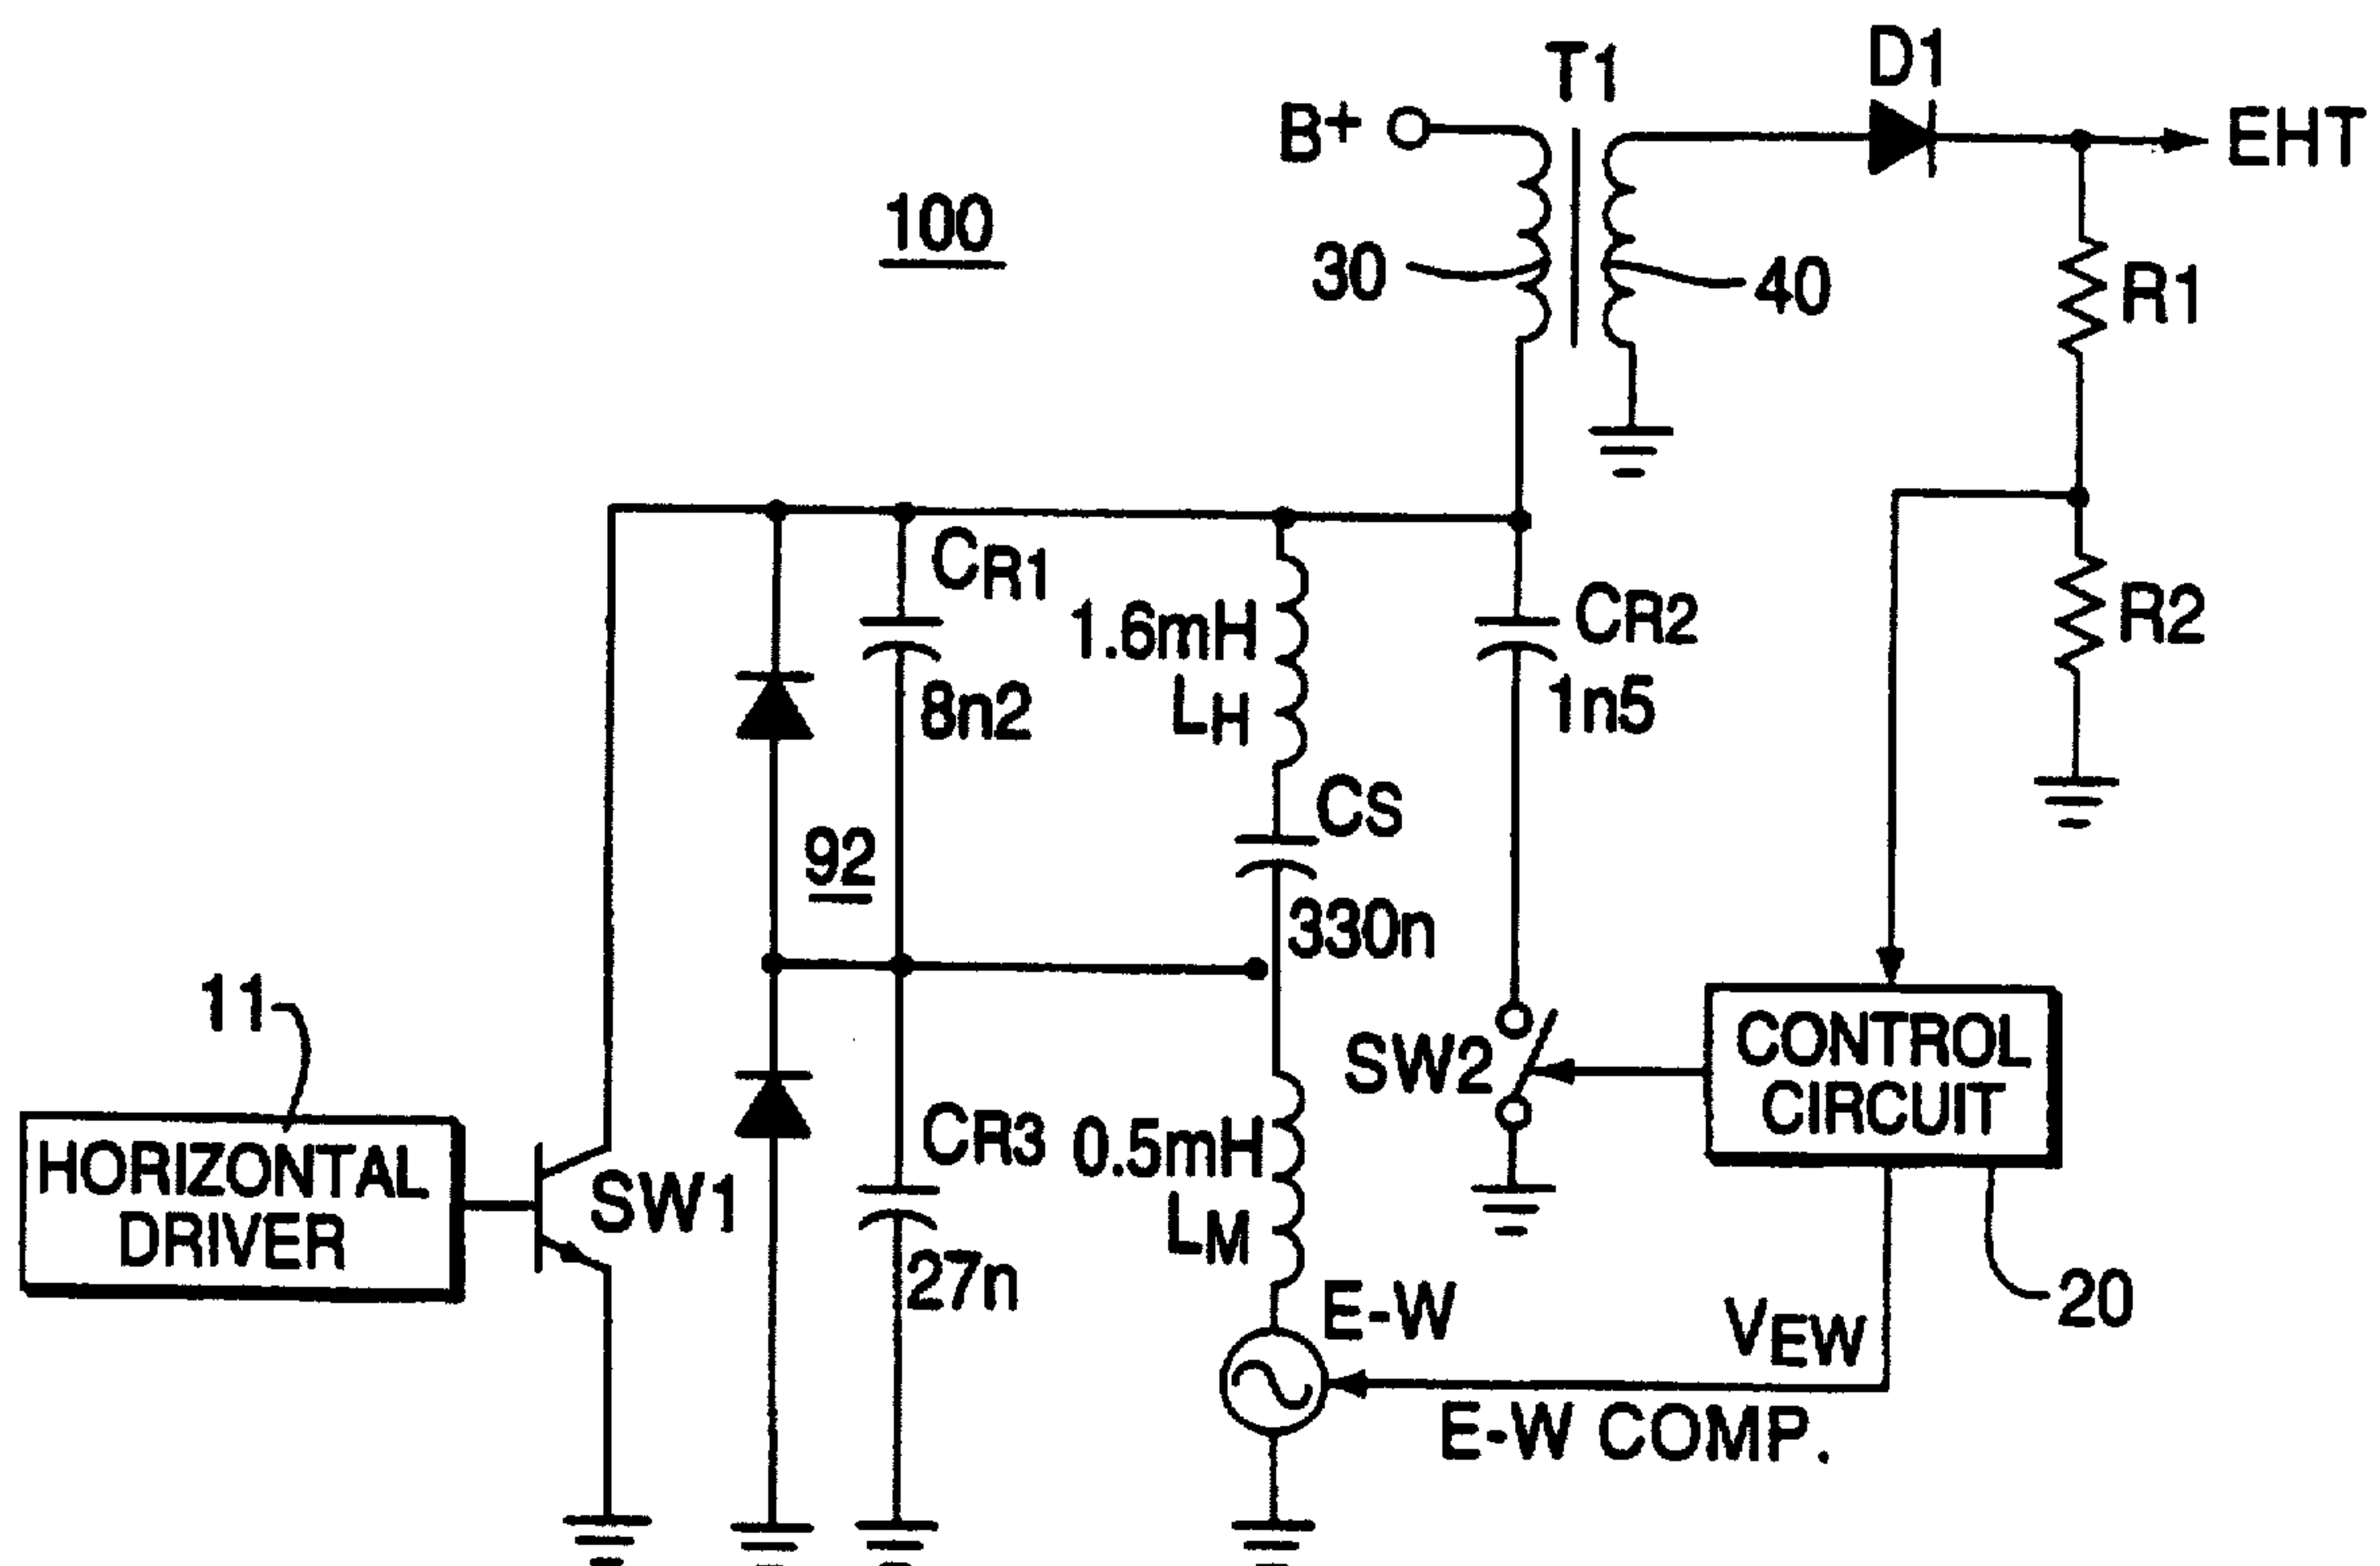 T1
D1
B+
EHT
100
30
40
R1
CR1
1.6mH
LH
CR2
R2
8n2
1n5
CS
92
330n
11
CONTROL
CIRCUIT
SW2
HORIZONTAL
DRIVER
SW1
CR3
0.5mH
LM
27n
E-W
VEW
20
E-W COMP.